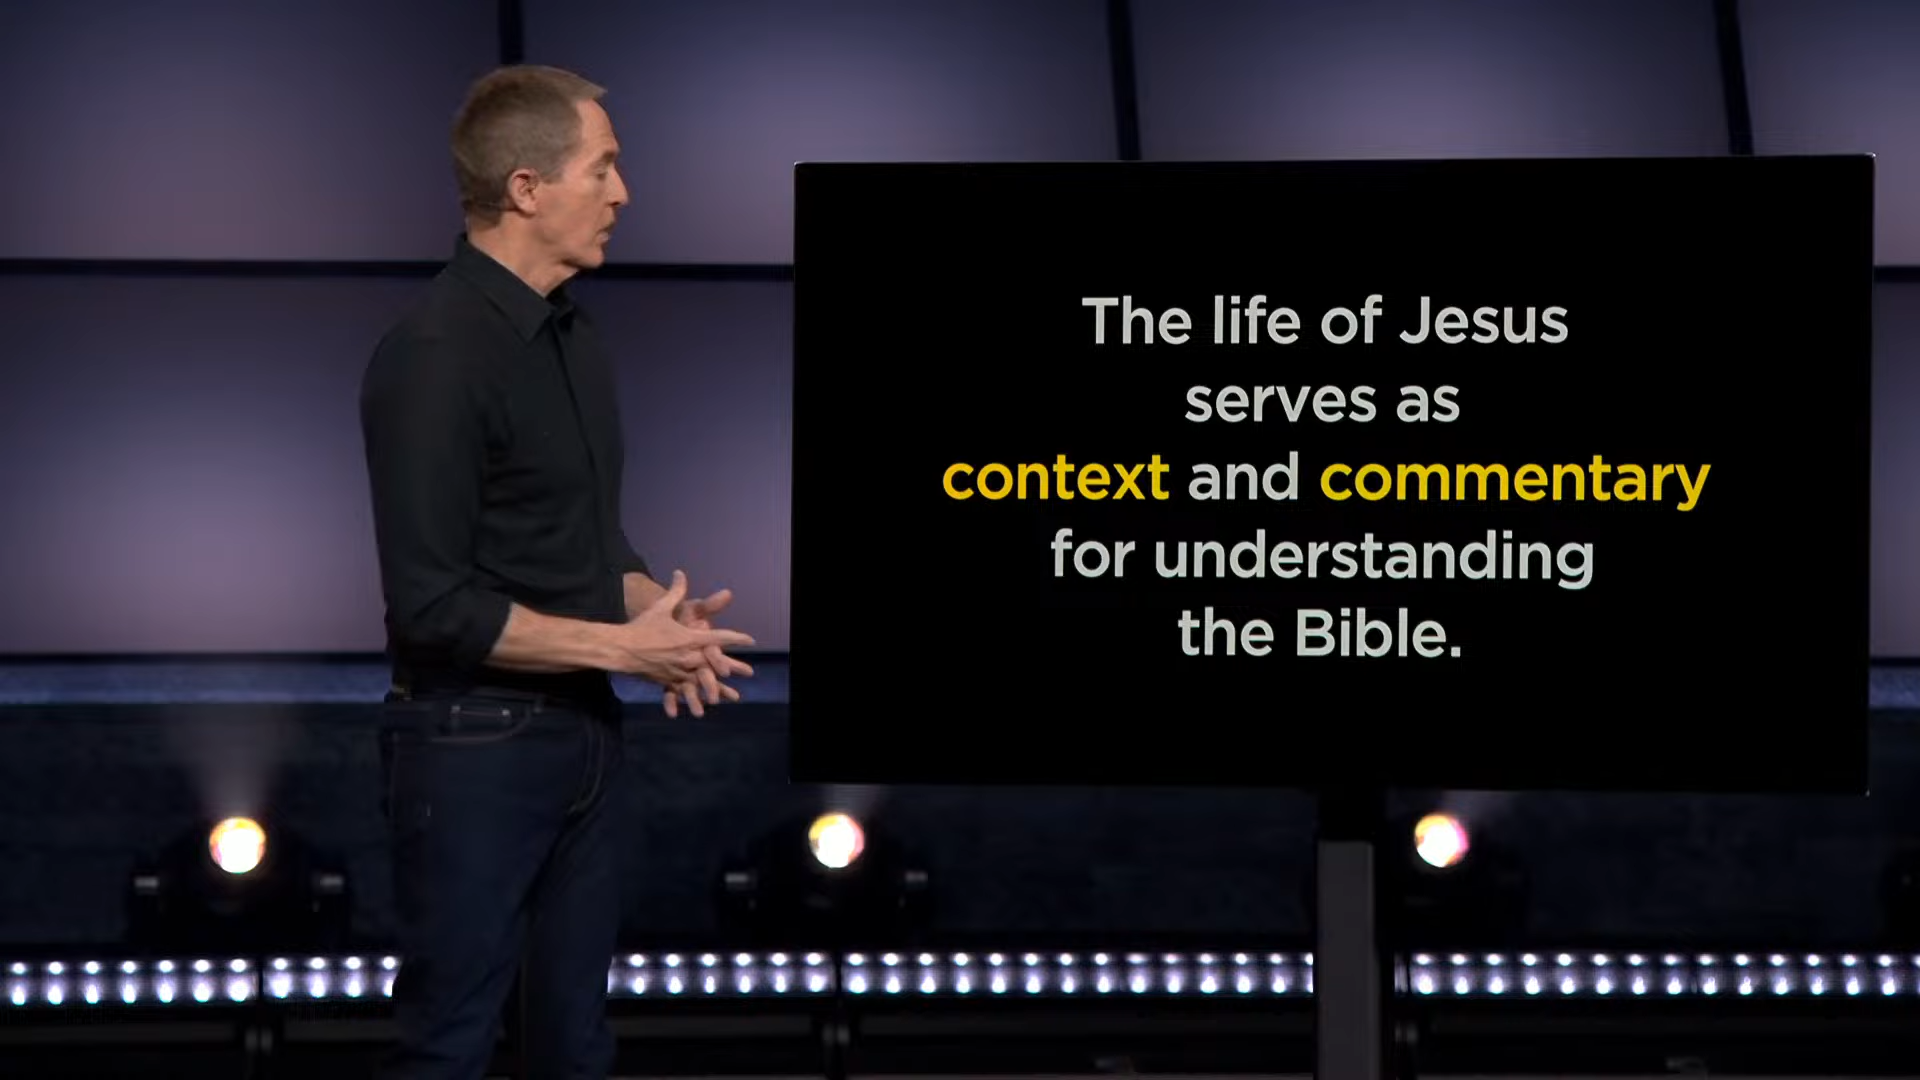 The life of Jesus
serves as
context and commentary
for understanding
the Bible.